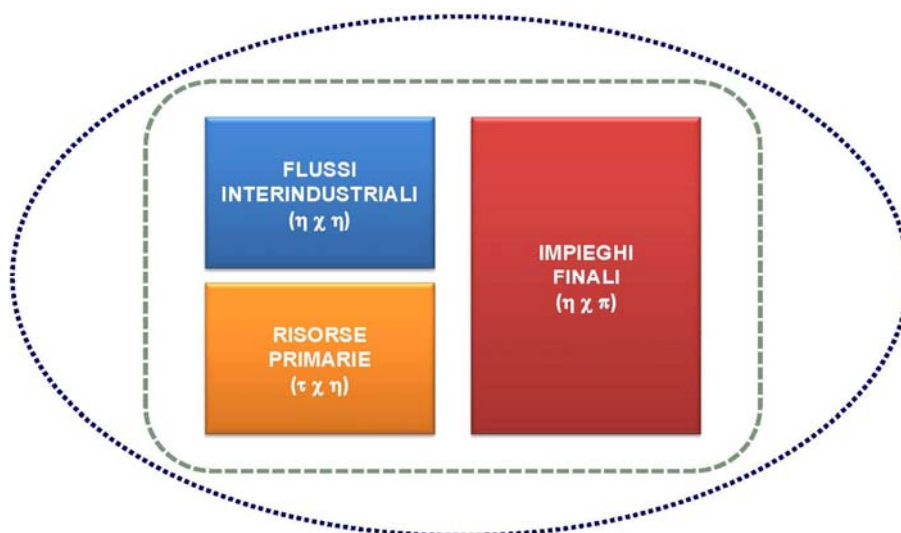 FLUSSI
INTERINDUSTRIALI
(η χ η)
RISORSE
PRIMARIE
(τ χ η)
IMPIEGHI
FINALI
(η χ π)